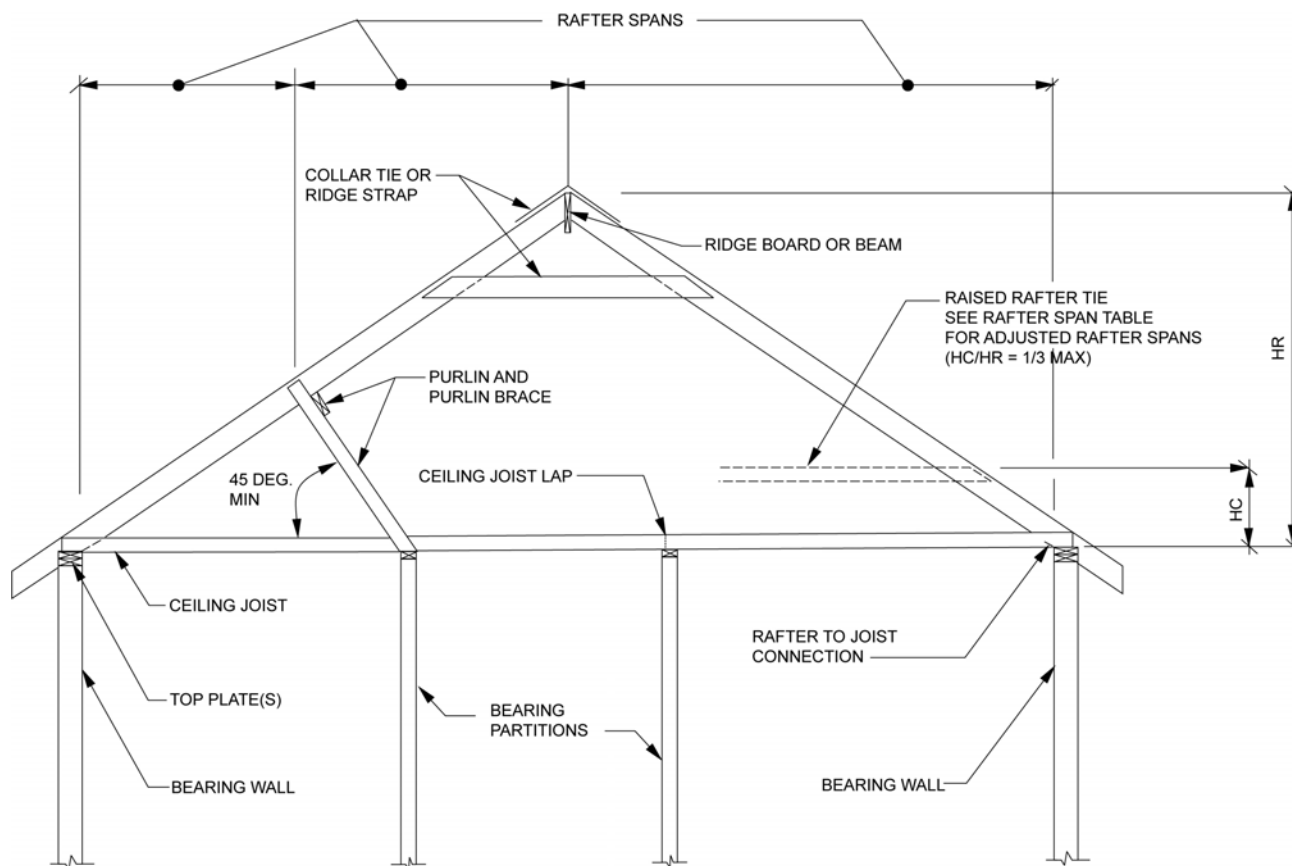 RAFTER SPANS
COLLAR TIE OR
RIDGE STRAP
RIDGE BOARD OR BEAM
RAISED RAFTER TIE
SEE RAFTER SPAN TABLE
FOR ADJUSTED RAFTER SPANS
(HC/HR = 1/3 MAX)
HR
PURLIN AND
PURLIN BRACE
45 DEG.
MIN
CEILING JOIST LAP
HC
CEILING JOIST
RAFTER TO JOIST
CONNECTION
TOP PLATE(S)
BEARING
PARTITIONS
BEARING WALL
BEARING WALL